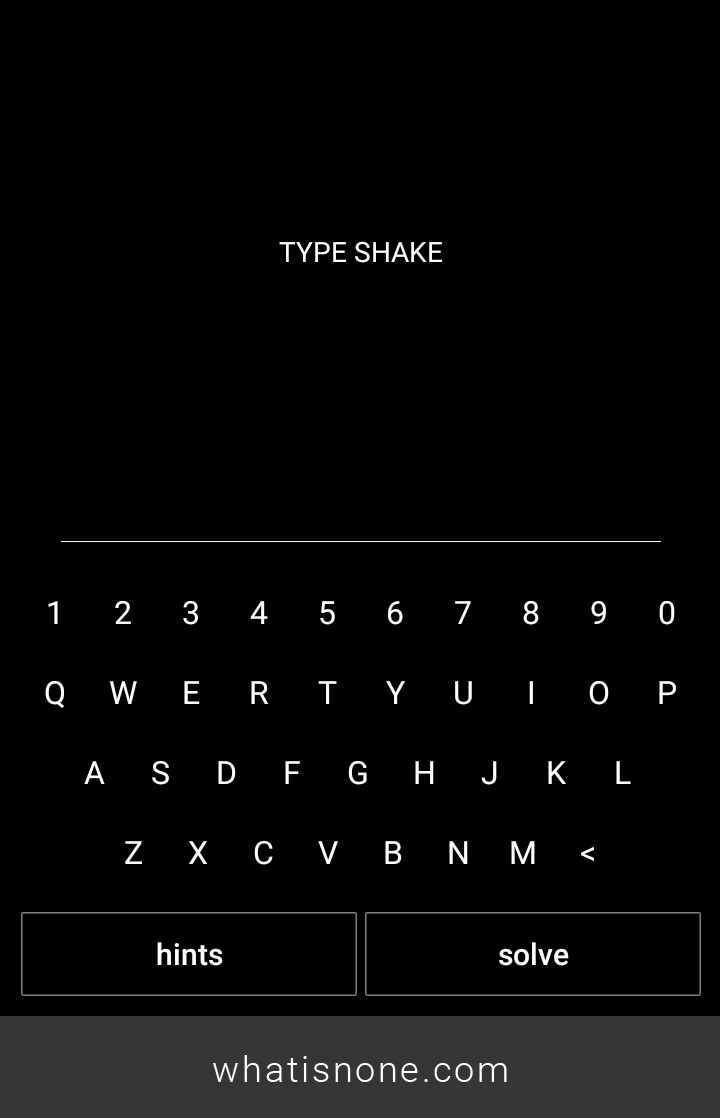 TYPE SHAKE
1 2 3 4 5 6 7 8 9 0
Q W E R T Y U I O P
A S D F G H J K L
Z X C V B N M <
hints solve
whatisnone.com